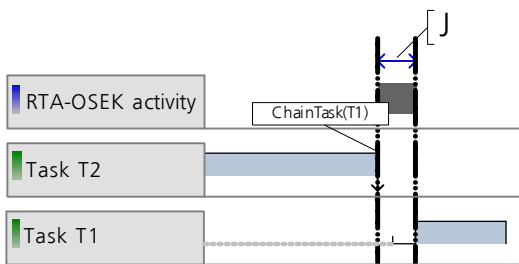 J
RTA-OSEK activity
ChainTask(T1)
Task T2
Task T1